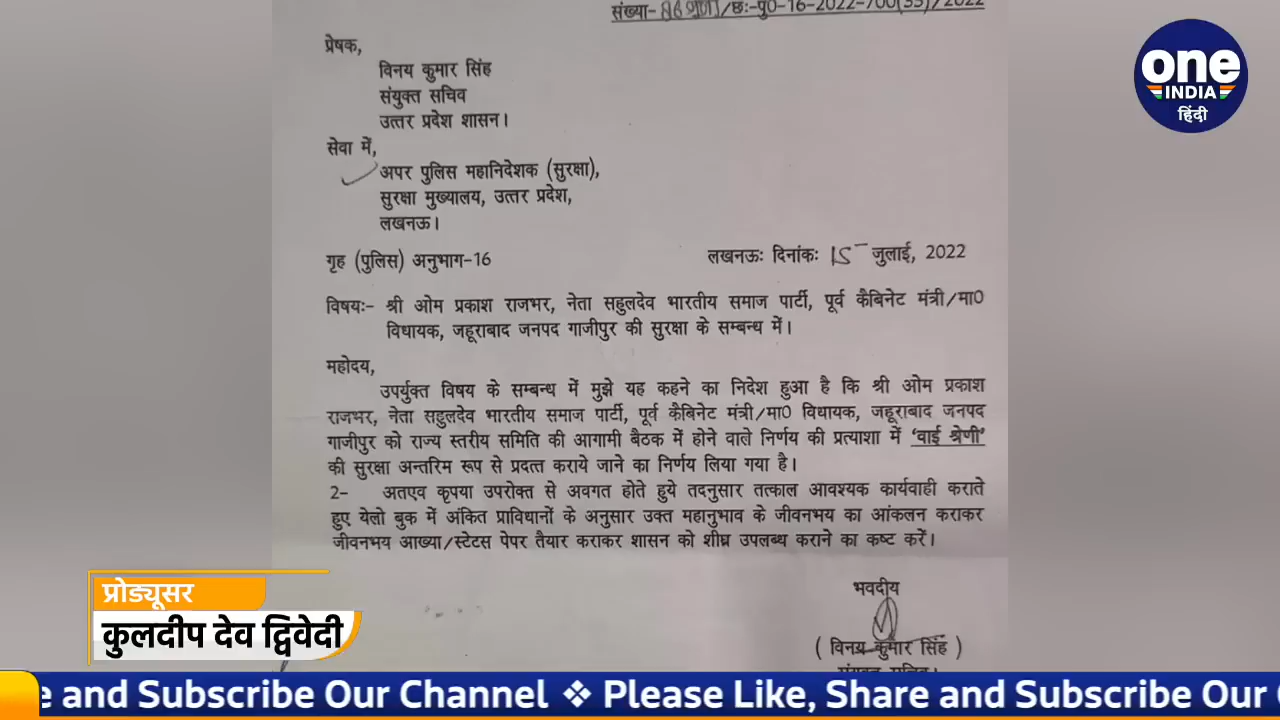 संख्या- /छः-पु0-16-2022-700(35)/2022
प्रेषक,
विनय कुमार सिंह
संयुक्त सचिव
उत्तर प्रदेश शासन।
सेवा में,
अपर पुलिस महानिदेशक (सुरक्षा),
सुरक्षा मुख्यालय, उत्तर प्रदेश,
लखनऊ।
गृह (पुलिस) अनुभाग-16 लखनऊः दिनांकः 15 जुलाई, 2022
विषयः- श्री ओम प्रकाश राजभर, नेता सहुलदेव भारतीय समाज पार्टी, पूर्व कैबिनेट मंत्री/मा0
विधायक, जहूराबाद जनपद गाजीपुर की सुरक्षा के सम्बन्ध में।
महोदय,
उपर्युक्त विषय के सम्बन्ध में मुझे यह कहने का निदेश हुआ है कि श्री ओम प्रकाश
राजभर, नेता सहुलदेव भारतीय समाज पार्टी, पूर्व कैबिनेट मंत्री/मा0 विधायक, जहूराबाद जनपद
गाजीपुर को राज्य स्तरीय समिति की आगामी बैठक में होने वाले निर्णय की प्रत्याशा में 'वाई श्रेणी'
की सुरक्षा अन्तरिम रूप से प्रदत्त कराये जाने का निर्णय लिया गया है।
2- अतएव कृपया उपरोक्त से अवगत होते हुये तदनुसार तत्काल आवश्यक कार्यवाही कराते
हुए येलो बुक में अंकित प्राविधानों के अनुसार उक्त महानुभाव के जीवनभय का आंकलन कराकर
जीवनभय आख्या/स्टेटस पेपर तैयार कराकर शासन को शीघ्र उपलब्ध कराने का कष्ट करें।
भवदीय
( विनय कुमार सिंह )
one
INDIA
हिंदी
प्रोड्यूसर
कुलदीप देव द्विवेदी
e and Subscribe Our Channel ❖ Please Like, Share and Subscribe Our